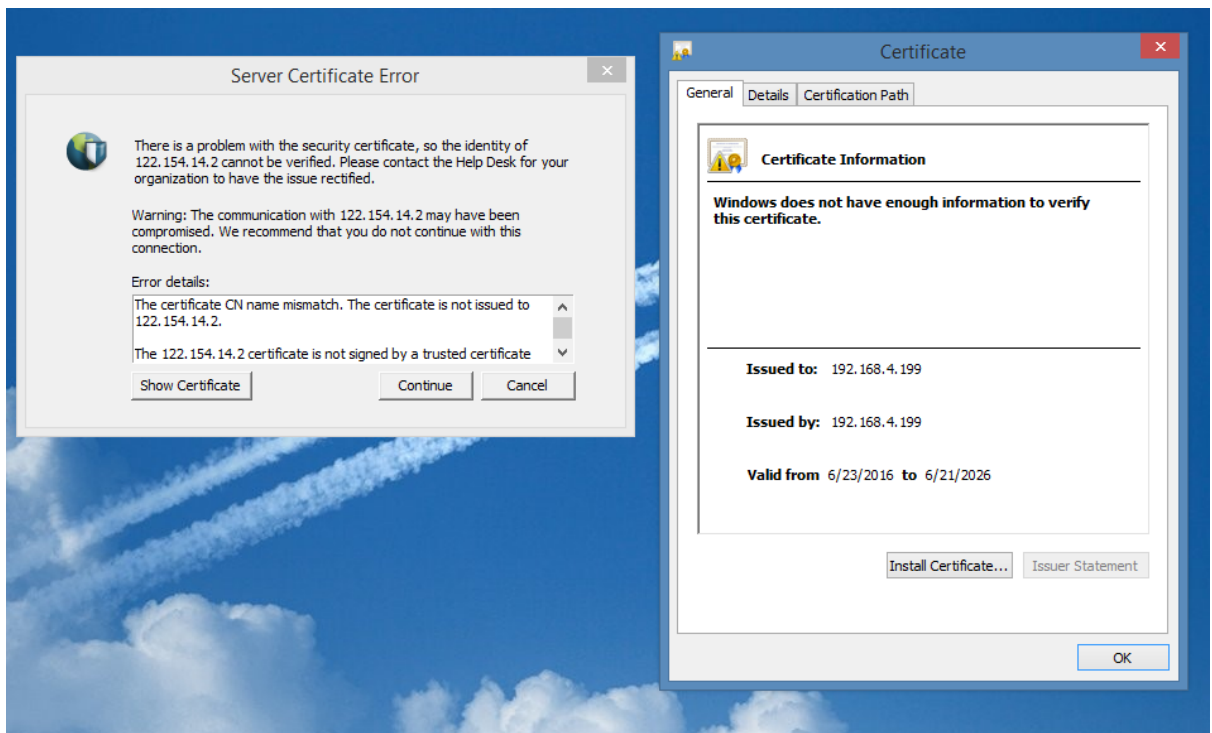 Server Certificate Error
There is a problem with the security certificate, so the identity of
122.154.14.2 cannot be verified. Please contact the Help Desk for your
organization to have the issue rectified.
Warning: The communication with 122.154.14.2 may have been
compromised. We recommend that you do not continue with this
connection.
Error details:
The certificate CN name mismatch. The certificate is not issued to
122.154.14.2.
The 122.154.14.2 certificate is not signed by a trusted certificate
Show Certificate
Continue
Cancel
Certificate
General
Details
Certification Path
Certificate Information
Windows does not have enough information to verify
this certificate.
Issued to: 192.168.4.199
Issued by: 192.168.4.199
Valid from 6/23/2016 to 6/21/2026
Install Certificate...
Issuer Statement
OK